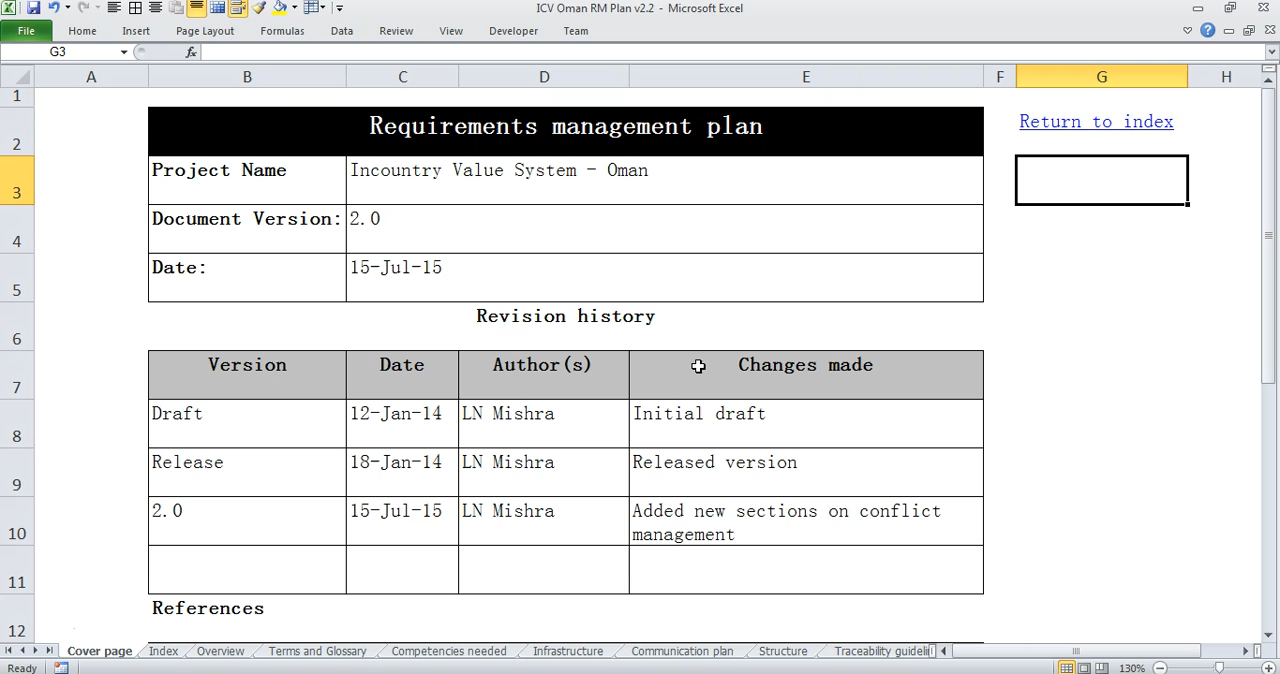 ICV Oman RM Plan v2.2 - Microsoft Excel
File Home Insert Page Layout Formulas Data Review View Developer Team
G3 fx
A B C D E F G H
1
2 Requirements management plan Return to index
3 Project Name Incountry Value System - Oman
4 Document Version: 2.0
5 Date: 15-Jul-15
6 Revision history
7 Version Date Author(s) Changes made
8 Draft 12-Jan-14 LN Mishra Initial draft
9 Release 18-Jan-14 LN Mishra Released version
10 2.0 15-Jul-15 LN Mishra Added new sections on conflict
management
11
12 References
Cover page Index Overview Terms and Glossary Competencies needed Infrastructure Communication plan Structure Traceability guideli
Ready 130%